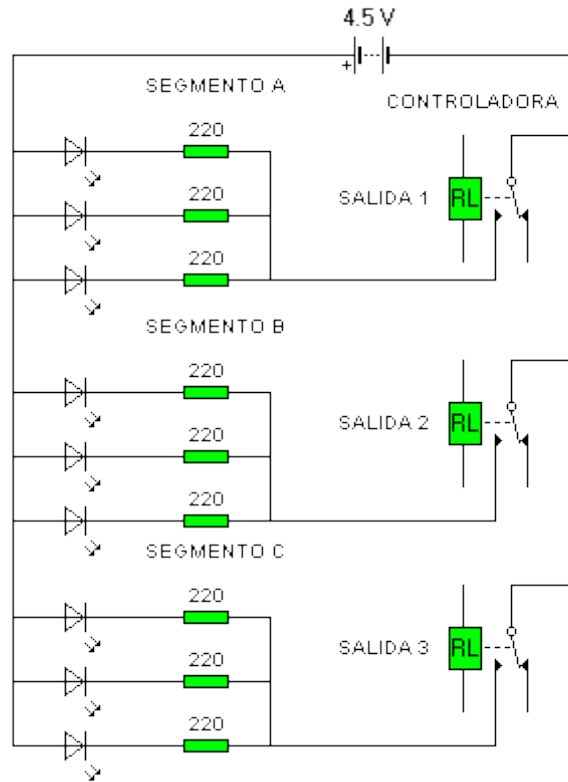 4.5 V
+
SEGMENTO A
CONTROLADORA
220
SALIDA 1
RL
220
220
SEGMENTO B
220
SALIDA 2
RL
220
220
SEGMENTO C
220
SALIDA 3
RL
220
220